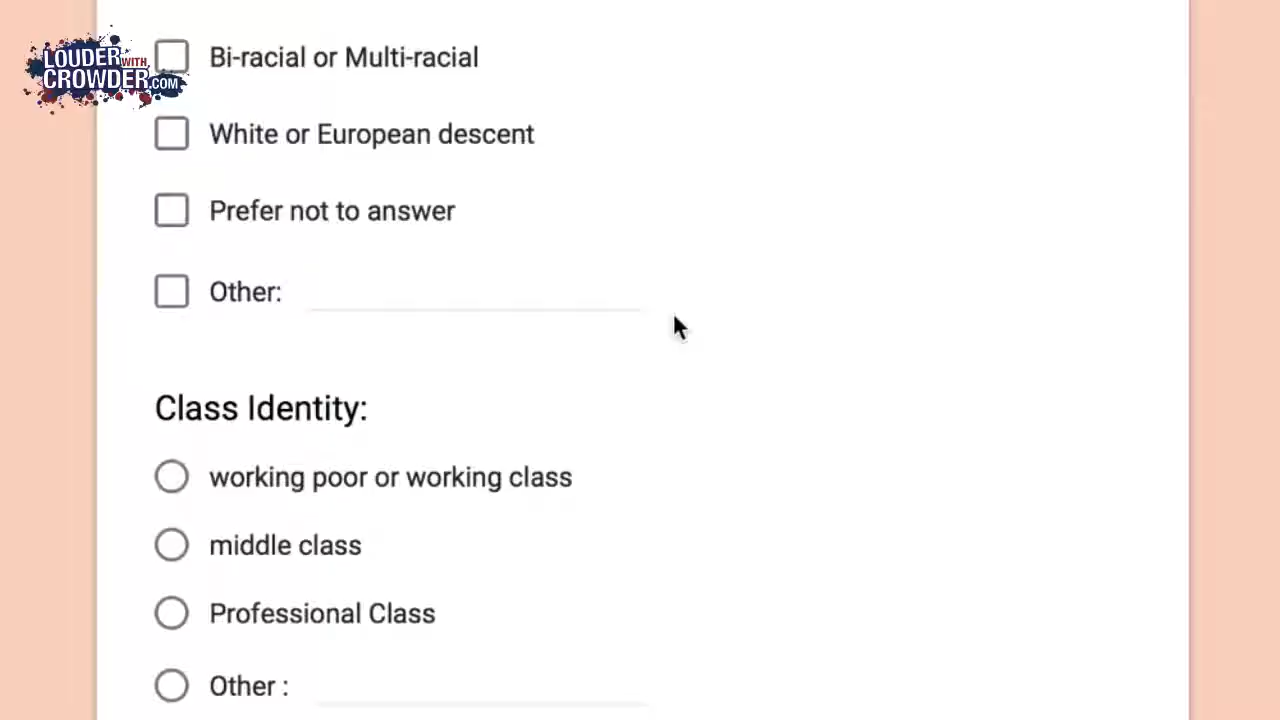 LOUDER WITH
CROWDER.COM
Bi-racial or Multi-racial
White or European descent
Prefer not to answer
Other:
Class Identity:
working poor or working class
middle class
Professional Class
Other :